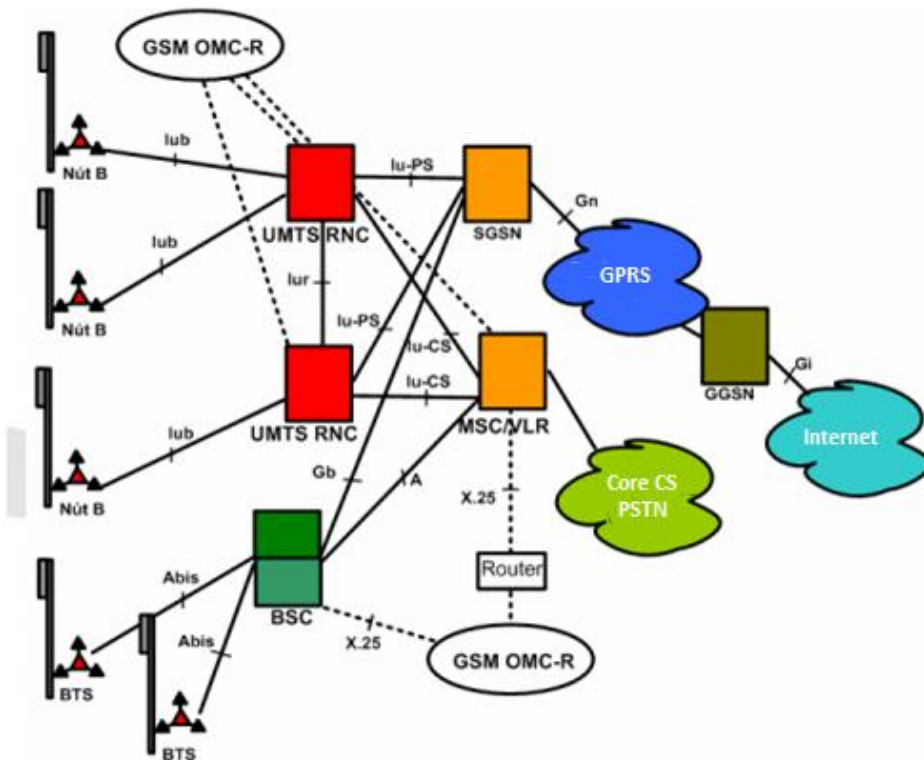 GSM OMC-R
Iub
Iu-PS
Nút B
UMTS RNC
SGSN
Gn
Iub
GPRS
Iur
Nút B
Iu-PS
Iu-CS
GGSN
Gi
Iu-CS
UMTS RNC
MSC/VLR
Internet
Iub
Gb
A
X.25
Core CS
PSTN
Nút B
Router
Abis
BSC
X.25
Abis
GSM OMC-R
BTS
BTS